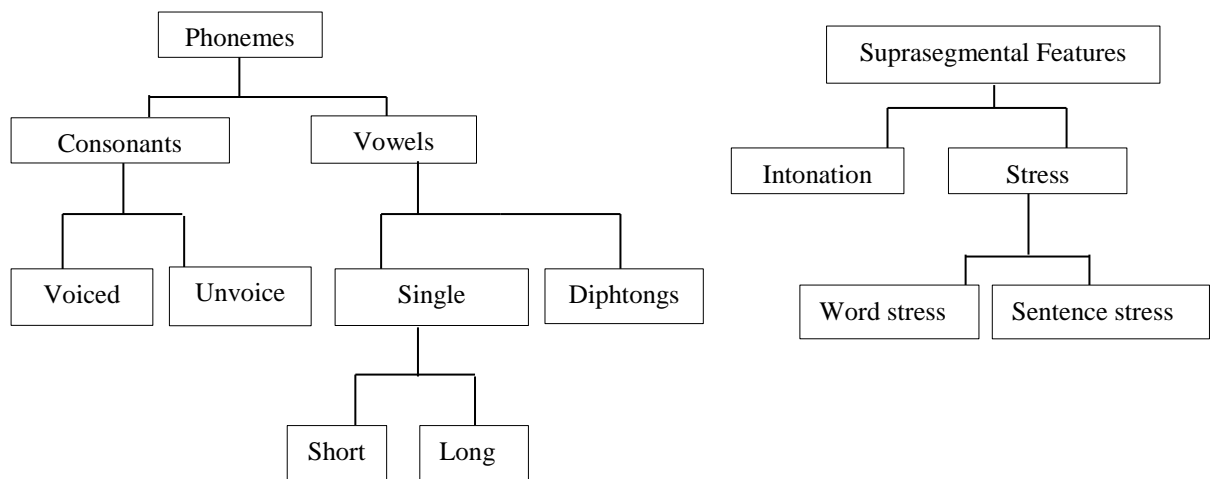 Phonemes
Consonants
Vowels
Voiced
Unvoice
Single
Diphtongs
Short
Long
Suprasegmental Features
Intonation
Stress
Word stress
Sentence stress